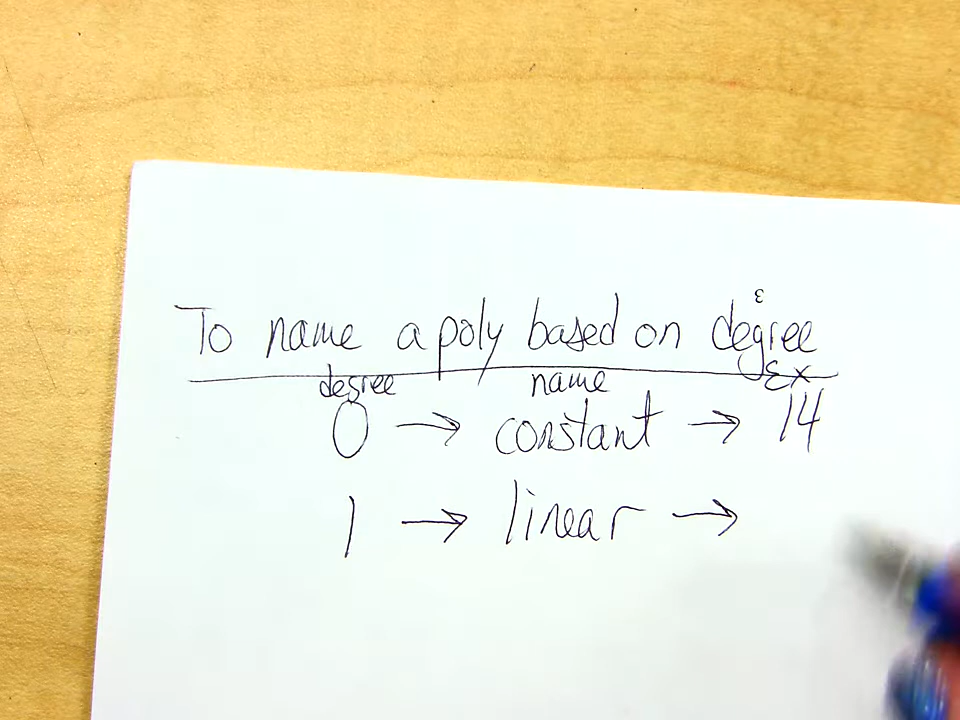 To name a poly based on degree
degree name Ex
0 → constant → 14
1 → linear →